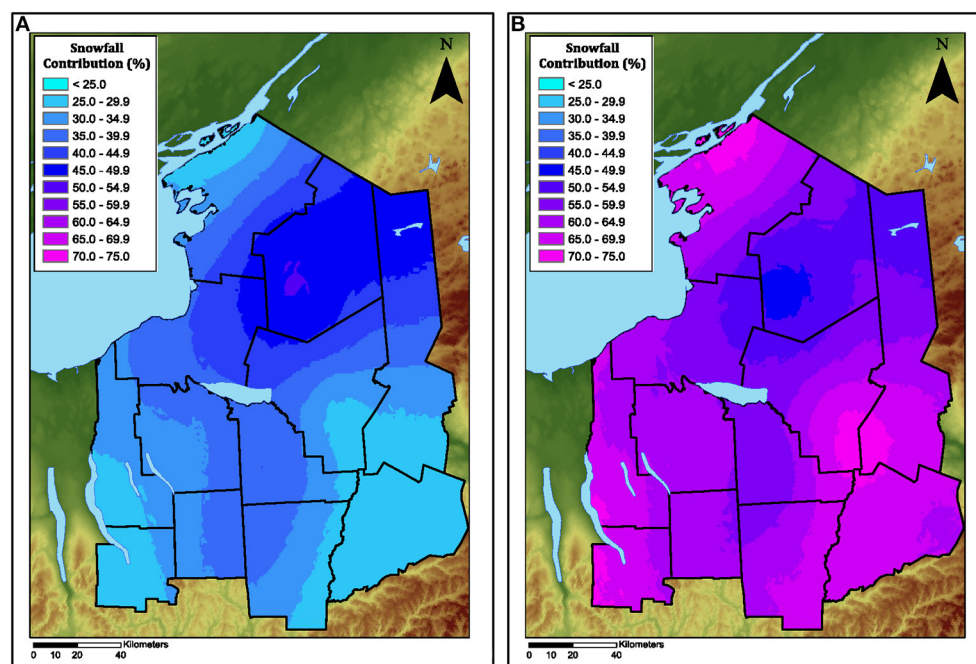 A
Snowfall
Contribution (%)
< 25.0
25.0 - 29.9
30.0 - 34.9
35.0 - 39.9
40.0 - 44.9
45.0 - 49.9
50.0 - 54.9
55.0 - 59.9
60.0 - 64.9
65.0 - 69.9
70.0 - 75.0
N
Kilometers
0 10 20 40
B
Snowfall
Contribution (%)
< 25.0
25.0 - 29.9
30.0 - 34.9
35.0 - 39.9
40.0 - 44.9
45.0 - 49.9
50.0 - 54.9
55.0 - 59.9
60.0 - 64.9
65.0 - 69.9
70.0 - 75.0
N
Kilometers
0 10 20 40